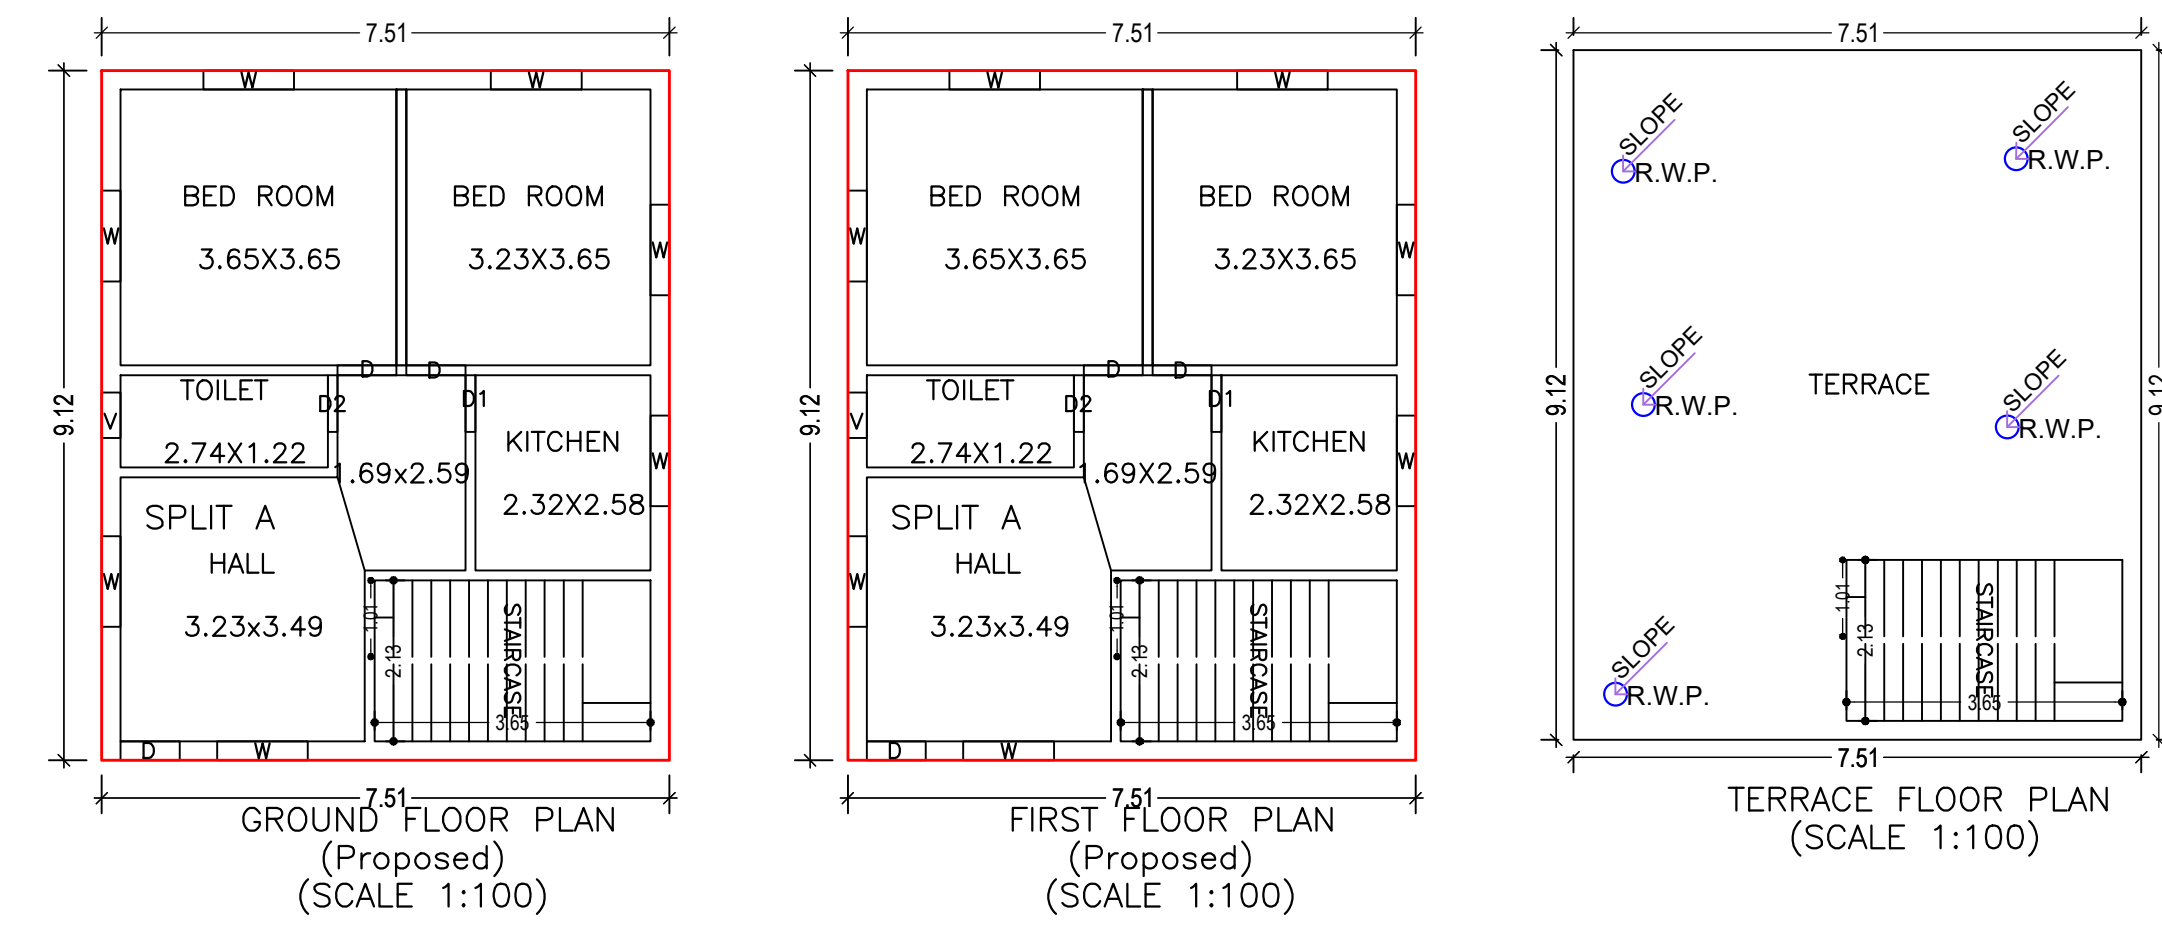 7.51
W
W
BED ROOM
3.65X3.65
BED ROOM
3.23X3.65
W
W
9.12
D
D
TOILET
2.74X1.22
V
D2
D1
1.69x2.59
KITCHEN
2.32X2.58
W
SPLIT A
HALL
3.23x3.49
W
1.01
2.13
STAIRCASE
3.65
D
W
7.51
GROUND FLOOR PLAN
(Proposed)
(SCALE 1:100)
7.51
W
W
BED ROOM
3.65X3.65
BED ROOM
3.23X3.65
W
W
9.12
D
D
TOILET
2.74X1.22
V
D2
D1
1.69X2.59
KITCHEN
2.32X2.58
W
SPLIT A
HALL
3.23x3.49
W
1.01
2.13
STAIRCASE
3.65
D
W
7.51
FIRST FLOOR PLAN
(Proposed)
(SCALE 1:100)
7.51
SLOPE
R.W.P.
SLOPE
R.W.P.
9.12
9.12
TERRACE
SLOPE
R.W.P.
SLOPE
R.W.P.
SLOPE
R.W.P.
1.01
2.13
STAIRCASE
3.65
7.51
TERRACE FLOOR PLAN
(SCALE 1:100)